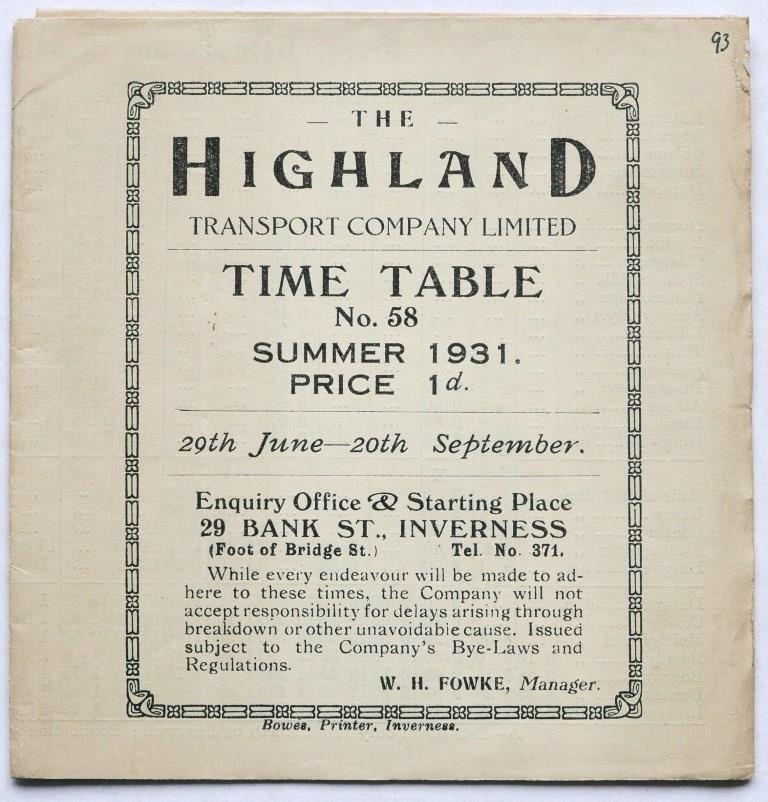 93
— THE —
HIGHLAND
TRANSPORT COMPANY LIMITED
TIME TABLE
No. 58
SUMMER 1931.
PRICE 1d.
29th June—20th September.
Enquiry Office & Starting Place
29 BANK ST., INVERNESS
(Foot of Bridge St.) Tel. No. 371.
While every endeavour will be made to ad-
here to these times, the Company will not
accept responsibility for delays arising through
breakdown or other unavoidable cause. Issued
subject to the Company's Bye-Laws and
Regulations.
W. H. FOWKE, Manager.
Bowes, Printer, Inverness.